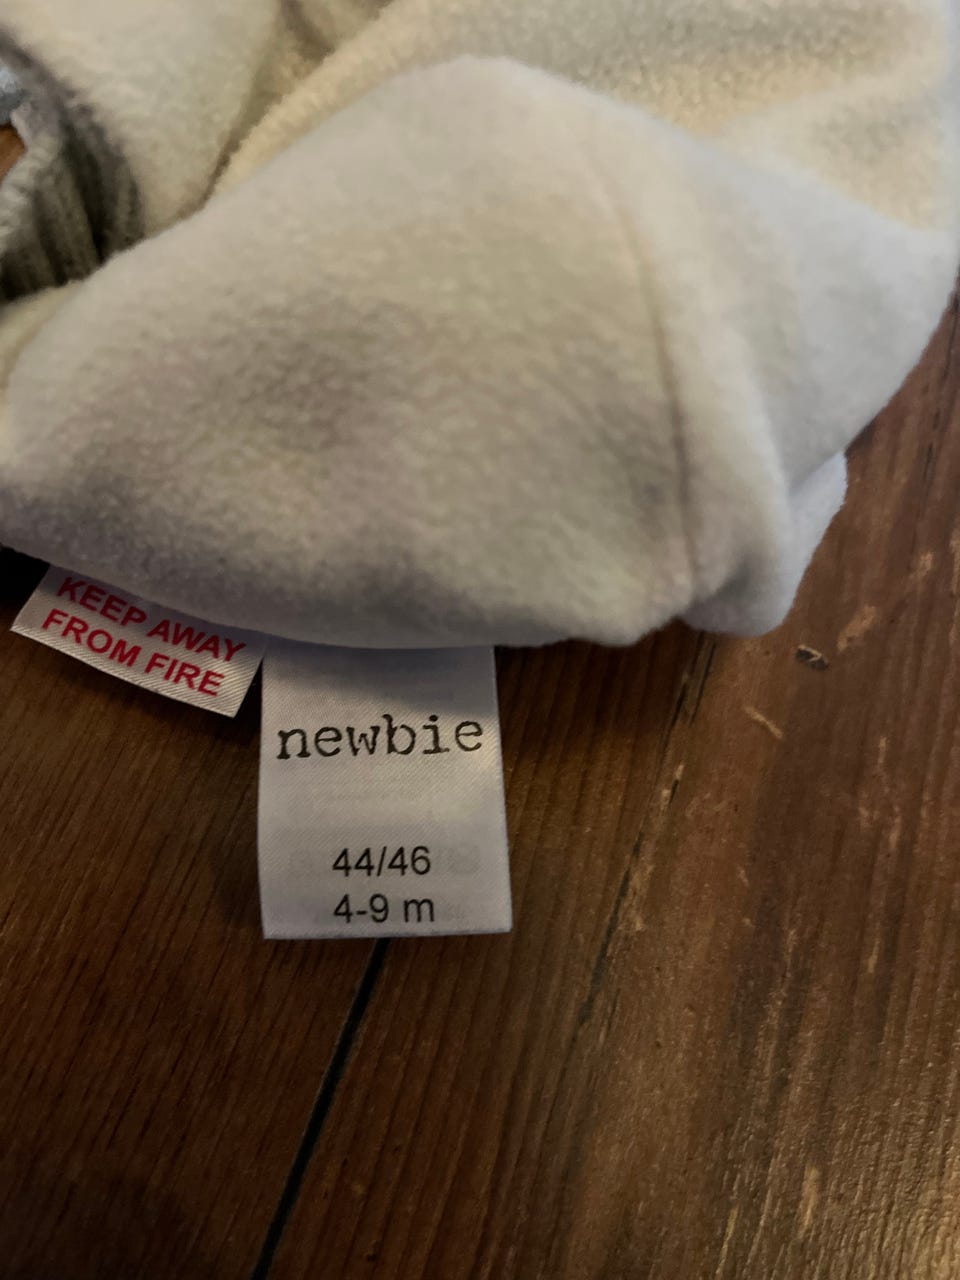 KEEP AWAY
FROM FIRE
newbie
44/46
4-9 m